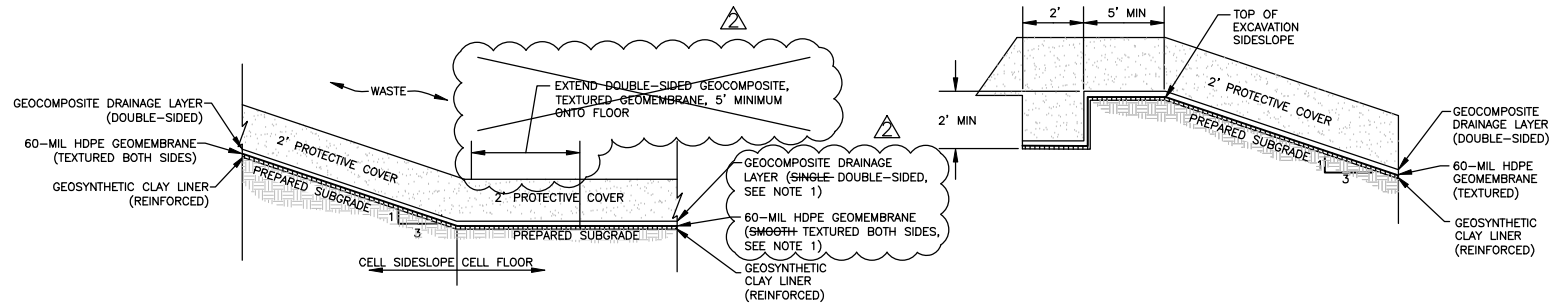 2
WASTE
EXTEND DOUBLE-SIDED GEOCOMPOSITE,
TEXTURED GEOMEMBRANE, 5' MINIMUM
ONTO FLOOR
GEOCOMPOSITE DRAINAGE LAYER
(DOUBLE-SIDED)
60-MIL HDPE GEOMEMBRANE
(TEXTURED BOTH SIDES)
GEOSYNTHETIC CLAY LINER
(REINFORCED)
2' PROTECTIVE COVER
PREPARED SUBGRADE
1
3
2' PROTECTIVE COVER
PREPARED SUBGRADE
CELL SIDESLOPE
CELL FLOOR
2
GEOCOMPOSITE DRAINAGE
LAYER (SINGLE DOUBLE-SIDED,
SEE NOTE 1)
60-MIL HDPE GEOMEMBRANE
(SMOOTH TEXTURED BOTH SIDES,
SEE NOTE 1)
GEOSYNTHETIC
CLAY LINER
(REINFORCED)
2'
5' MIN
TOP OF
EXCAVATION
SIDESLOPE
2' MIN
2' PROTECTIVE COVER
PREPARED SUBGRADE
1
3
GEOCOMPOSITE
DRAINAGE LAYER
(DOUBLE-SIDED)
60-MIL HDPE
GEOMEMBRANE
(TEXTURED)
GEOSYNTHETIC
CLAY LINER
(REINFORCED)